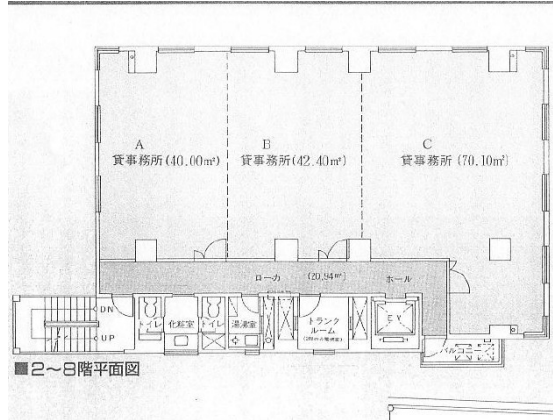 A
貸事務所(40.00㎡)
B
貸事務所(42.40㎡)
C
貸事務所(70.10㎡)
ローカ (20.94㎡)
ホール
DN
UP
トイレ
化粧室
トイレ
湯沸室
トランク
ルーム
EV
バルコニー
■2〜8階平面図